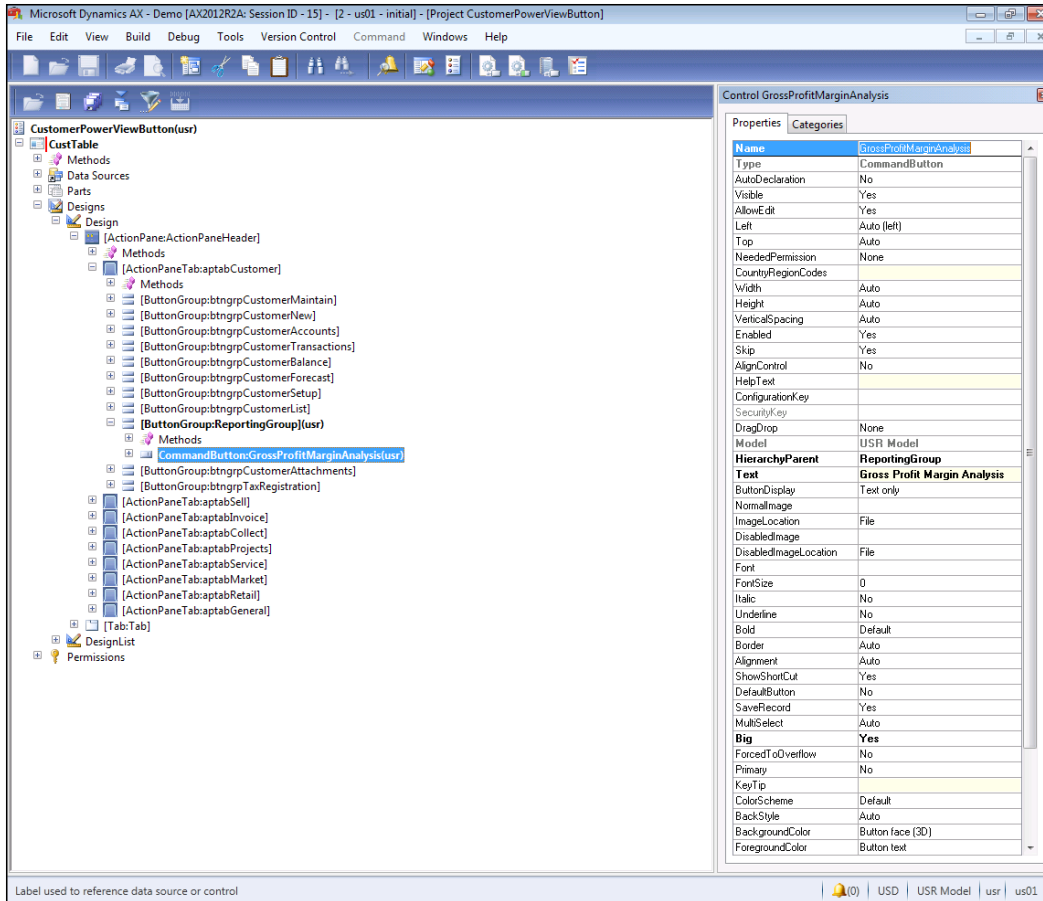 Microsoft Dynamics AX - Demo [AX2012R2A: Session ID - 15] - [2 - us01 - initial] - [Project CustomerPowerViewButton]
File Edit View Build Debug Tools Version Control Command Windows Help
CustomerPowerViewButton(usr)
CustTable
Methods
Data Sources
Parts
Designs
Design
[ActionPane:ActionPaneHeader]
Methods
[ActionPaneTab:aptabCustomer]
Methods
[ButtonGroup:btngrpCustomerMaintain]
[ButtonGroup:btngrpCustomerNew]
[ButtonGroup:btngrpCustomerAccounts]
[ButtonGroup:btngrpCustomerTransactions]
[ButtonGroup:btngrpCustomerBalance]
[ButtonGroup:btngrpCustomerForecast]
[ButtonGroup:btngrpCustomerSetup]
[ButtonGroup:btngrpCustomerList]
[ButtonGroup:ReportingGroup](usr)
Methods
CommandButton:GrossProfitMarginAnalysis(usr)
[ButtonGroup:btngrpCustomerAttachments]
[ButtonGroup:btngrpTaxRegistration]
[ActionPaneTab:aptabSell]
[ActionPaneTab:aptabInvoice]
[ActionPaneTab:aptabCollect]
[ActionPaneTab:aptabProjects]
[ActionPaneTab:aptabService]
[ActionPaneTab:aptabMarket]
[ActionPaneTab:aptabRetail]
[ActionPaneTab:aptabGeneral]
[Tab:Tab]
DesignList
Permissions
Control GrossProfitMarginAnalysis
Properties Categories
Name GrossProfitMarginAnalysis
Type CommandButton
AutoDeclaration No
Visible Yes
AllowEdit Yes
Left Auto (left)
Top Auto
NeededPermission None
CountryRegionCodes
Width Auto
Height Auto
VerticalSpacing Auto
Enabled Yes
Skip Yes
AlignControl No
HelpText
ConfigurationKey
SecurityKey
DragDrop None
Model USR Model
HierarchyParent ReportingGroup
Text Gross Profit Margin Analysis
ButtonDisplay Text only
NormalImage
ImageLocation File
DisabledImage
DisabledImageLocation File
Font
FontSize 0
Italic No
Underline No
Bold Default
Border Auto
Alignment Auto
ShowShortCut Yes
DefaultButton No
SaveRecord Yes
MultiSelect Auto
Big Yes
ForcedToOverflow No
Primary No
KeyTip
ColorScheme Default
BackStyle Auto
BackgroundColor Button face (3D)
ForegroundColor Button text
Label used to reference data source or control
(0) USD USR Model usr us01